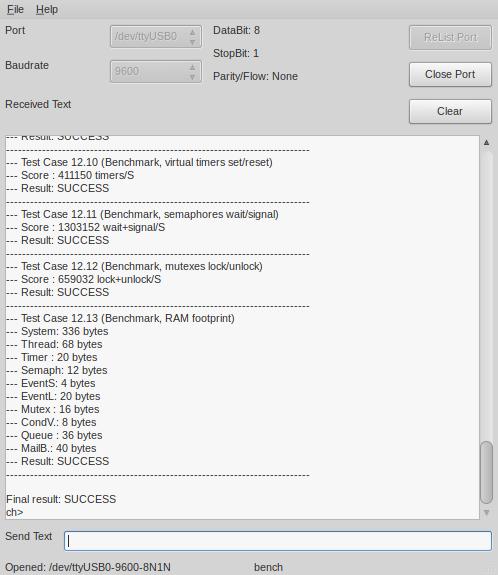 File Help
Port /dev/ttyUSB0 DataBit: 8 ReList Port
StopBit: 1
Baudrate 9600 Parity/Flow: None Close Port
Received Text Clear
--- Result: SUCCESS
--- Test Case 12.10 (Benchmark, virtual timers set/reset)
--- Score : 411150 timers/S
--- Result: SUCCESS
--- Test Case 12.11 (Benchmark, semaphores wait/signal)
--- Score : 1303152 wait+signal/S
--- Result: SUCCESS
--- Test Case 12.12 (Benchmark, mutexes lock/unlock)
--- Score : 659032 lock+unlock/S
--- Result: SUCCESS
--- Test Case 12.13 (Benchmark, RAM footprint)
--- System: 336 bytes
--- Thread: 68 bytes
--- Timer : 20 bytes
--- Semaph: 12 bytes
--- EventS: 4 bytes
--- EventL: 20 bytes
--- Mutex : 16 bytes
--- CondV.: 8 bytes
--- Queue : 36 bytes
--- MailB.: 40 bytes
--- Result: SUCCESS
Final result: SUCCESS
ch>
Send Text
Opened: /dev/ttyUSB0-9600-8N1N bench